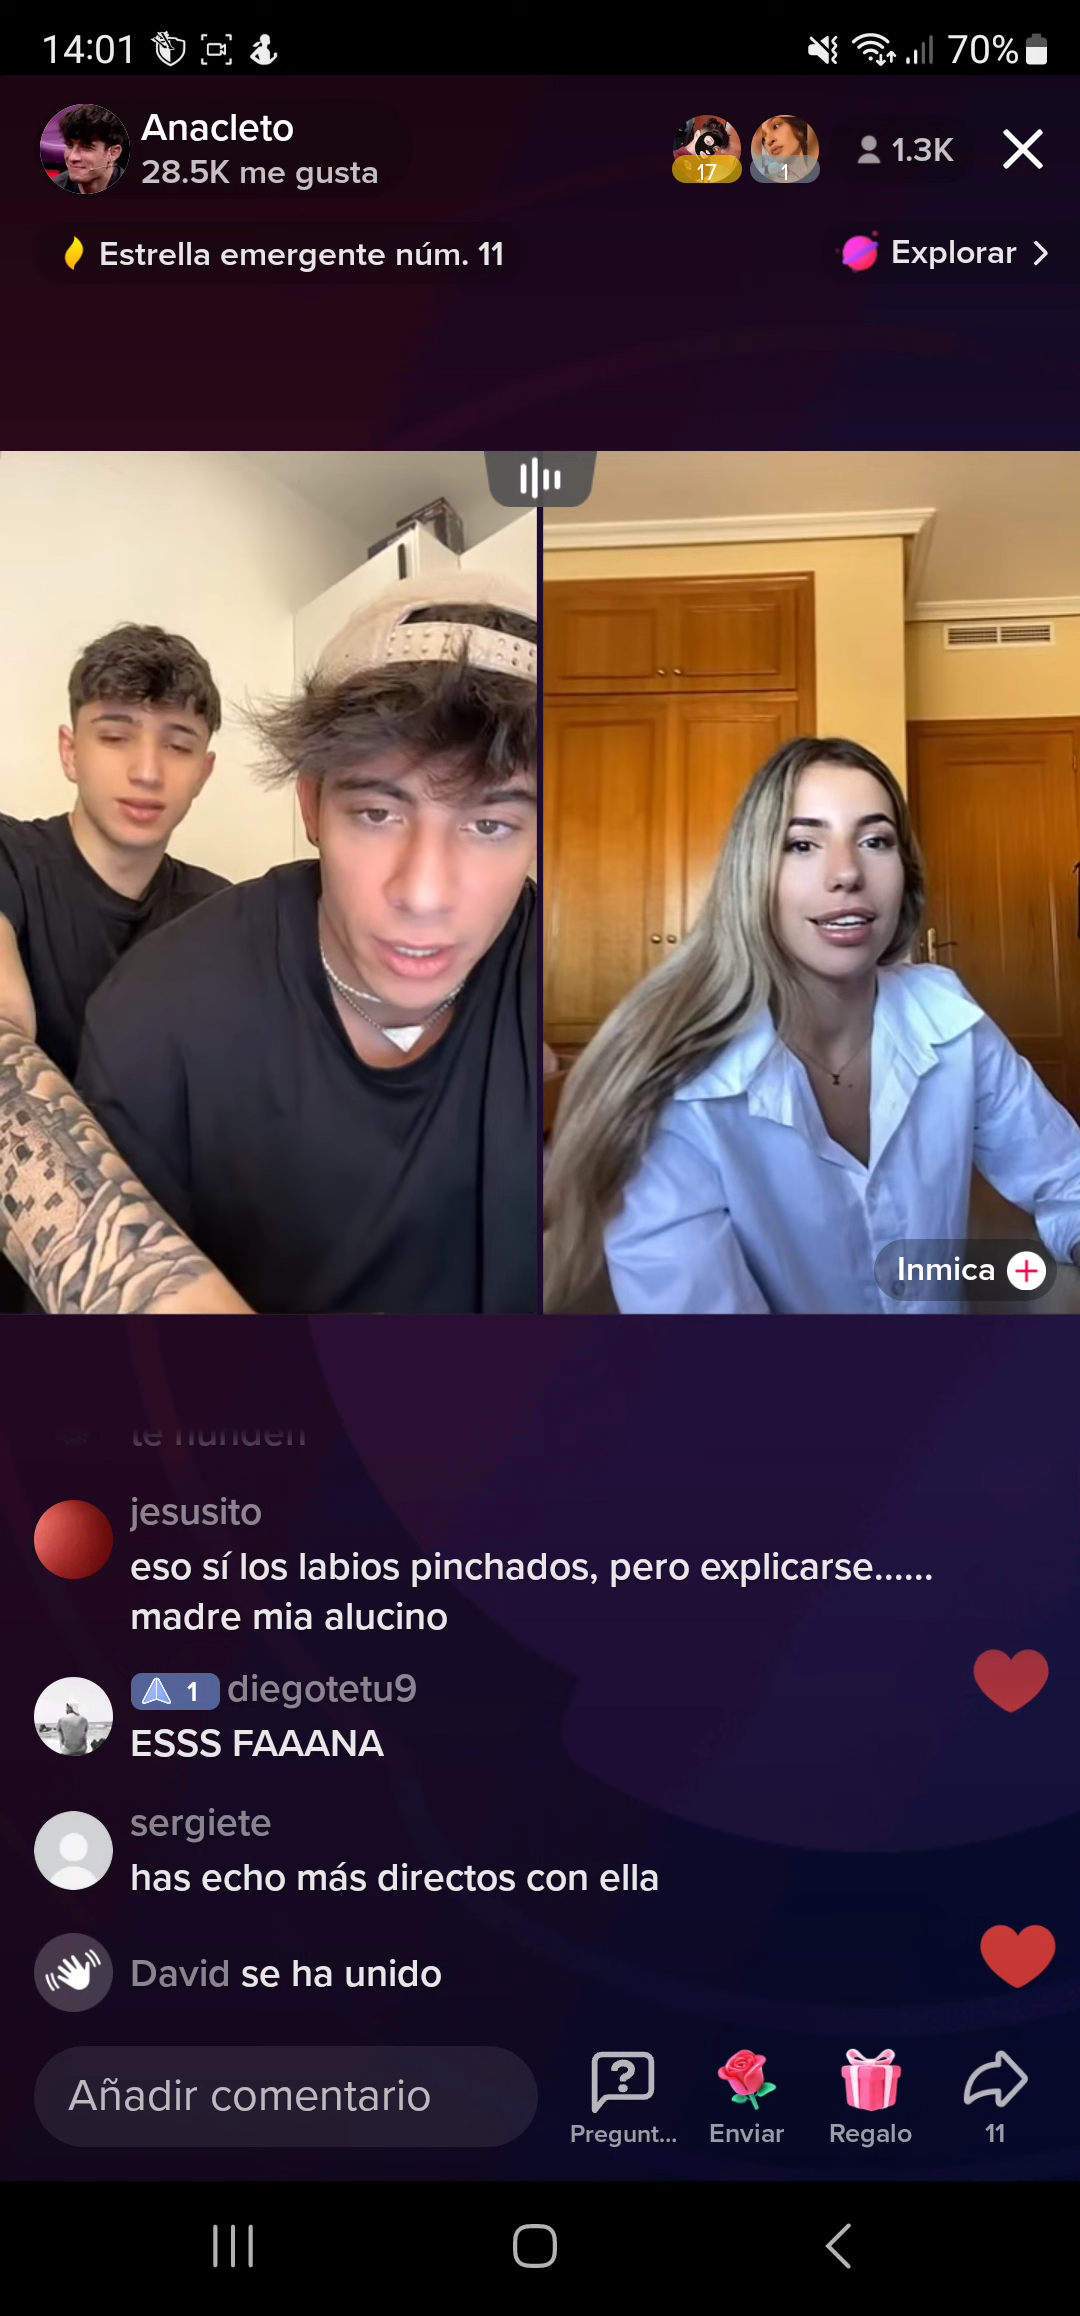 14:01
70%
Anacleto
28.5K me gusta
17
1
1.3K
Estrella emergente núm. 11
Explorar
Inmica
te hunden
jesusito
eso sí los labios pinchados, pero explicarse......
madre mia alucino
1 diegotetu9
ESSS FAAANA
sergiete
has echo más directos con ella
David se ha unido
Añadir comentario
Pregunt...
Enviar
Regalo
11